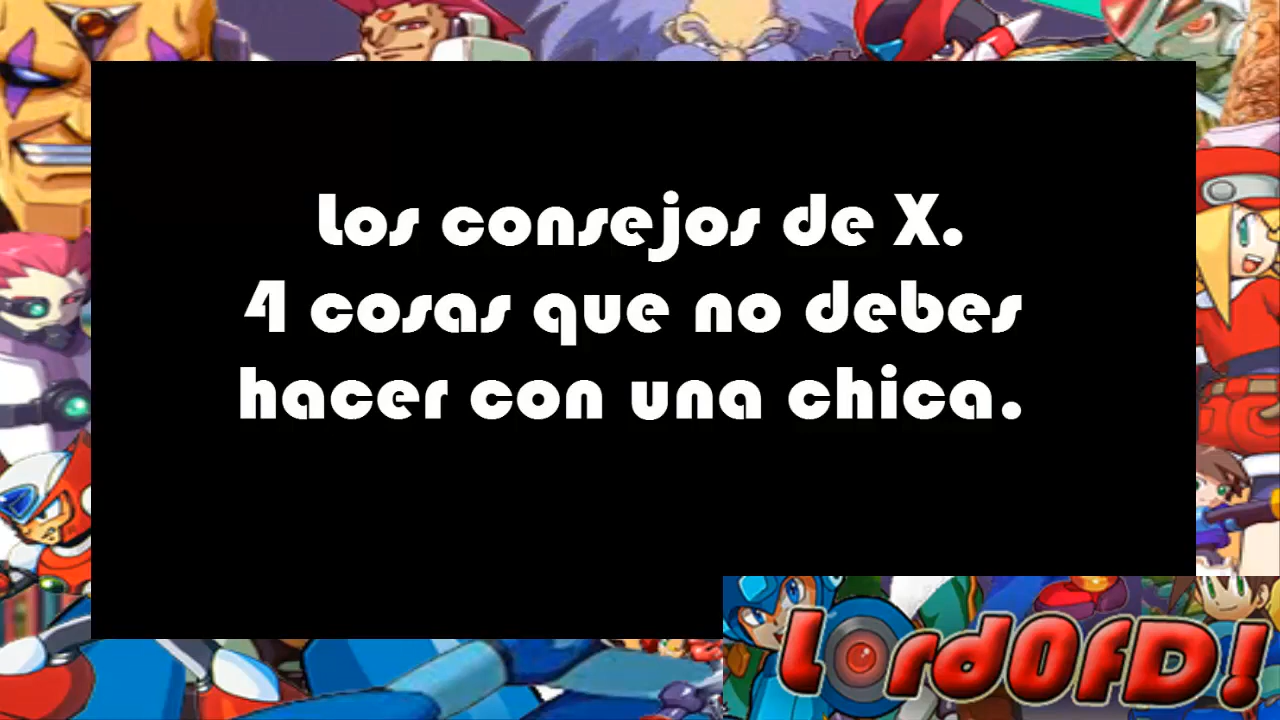 Los consejos de X.
4 cosas que no debes
hacer con una chica.
LordOfD!